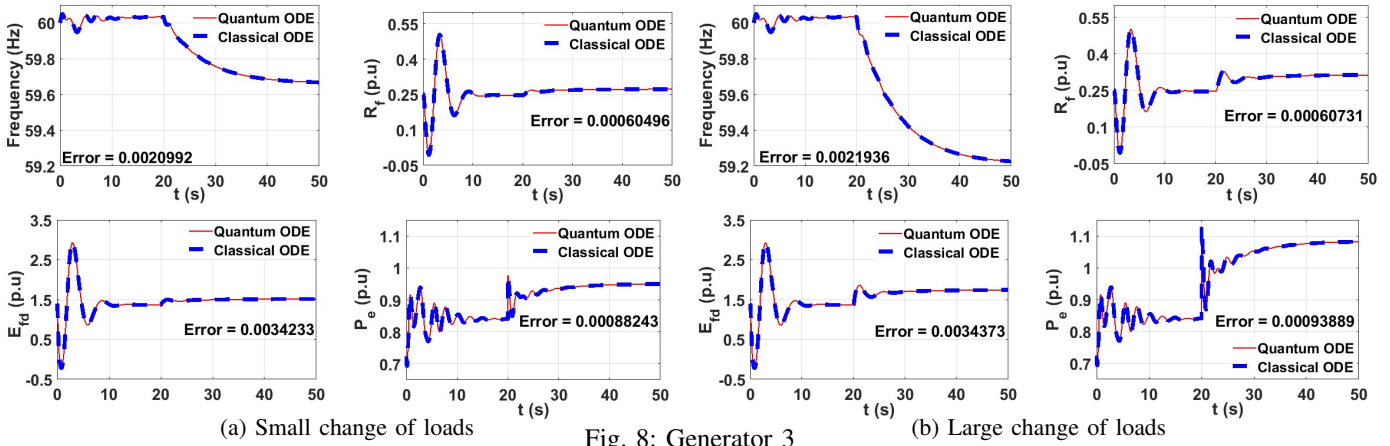 60
59.8
59.6
59.4
59.2
Frequency (Hz)
Quantum ODE
Classical ODE
Error = 0.0020992
0 10 20 30 40 50
t (s)
0.55
0.4
0.25
0.1
-0.05
R_f (p.u)
Quantum ODE
Classical ODE
Error = 0.00060496
0 10 20 30 40 50
t (s)
60
59.8
59.6
59.4
59.2
Frequency (Hz)
Quantum ODE
Classical ODE
Error = 0.0021936
0 10 20 30 40 50
t (s)
0.55
0.4
0.25
0.1
-0.05
R_f (p.u)
Quantum ODE
Classical ODE
Error = 0.00060731
0 10 20 30 40 50
t (s)
3.5
2.5
1.5
0.5
-0.5
E_fd (p.u)
Quantum ODE
Classical ODE
Error = 0.0034233
0 10 20 30 40 50
t (s)
1.1
1
0.9
0.8
0.7
P_e (p.u)
Quantum ODE
Classical ODE
Error = 0.00088243
0 10 20 30 40 50
t (s)
3.5
2.5
1.5
0.5
-0.5
E_fd (p.u)
Quantum ODE
Classical ODE
Error = 0.0034373
0 10 20 30 40 50
t (s)
1.1
1
0.9
0.8
0.7
P_e (p.u)
Error = 0.00093889
Quantum ODE
Classical ODE
0 10 20 30 40 50
t (s)
(a) Small change of loads
(b) Large change of loads
Fig. 8: Generator 3